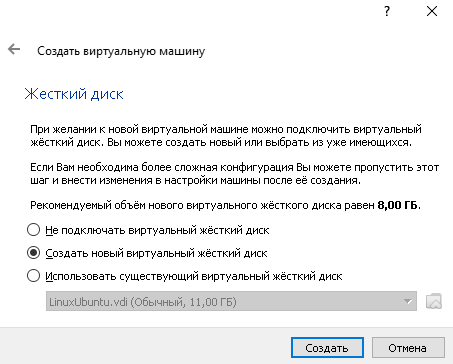 ?
Создать виртуальную машину
Жесткий диск
При желании к новой виртуальной машине можно подключить виртуальный
жёсткий диск. Вы можете создать новый или выбрать из уже имеющихся.
Если Вам необходима более сложная конфигурация Вы можете пропустить этот
шаг и внести изменения в настройки машины после её создания.
Рекомендуемый объём нового виртуального жёсткого диска равен 8,00 ГБ.
Не подключать виртуальный жёсткий диск
Создать новый виртуальный жёсткий диск
Использовать существующий виртуальный жёсткий диск
LinuxUbuntu.vdi (Обычный, 11,00 ГБ)
Создать
Отмена